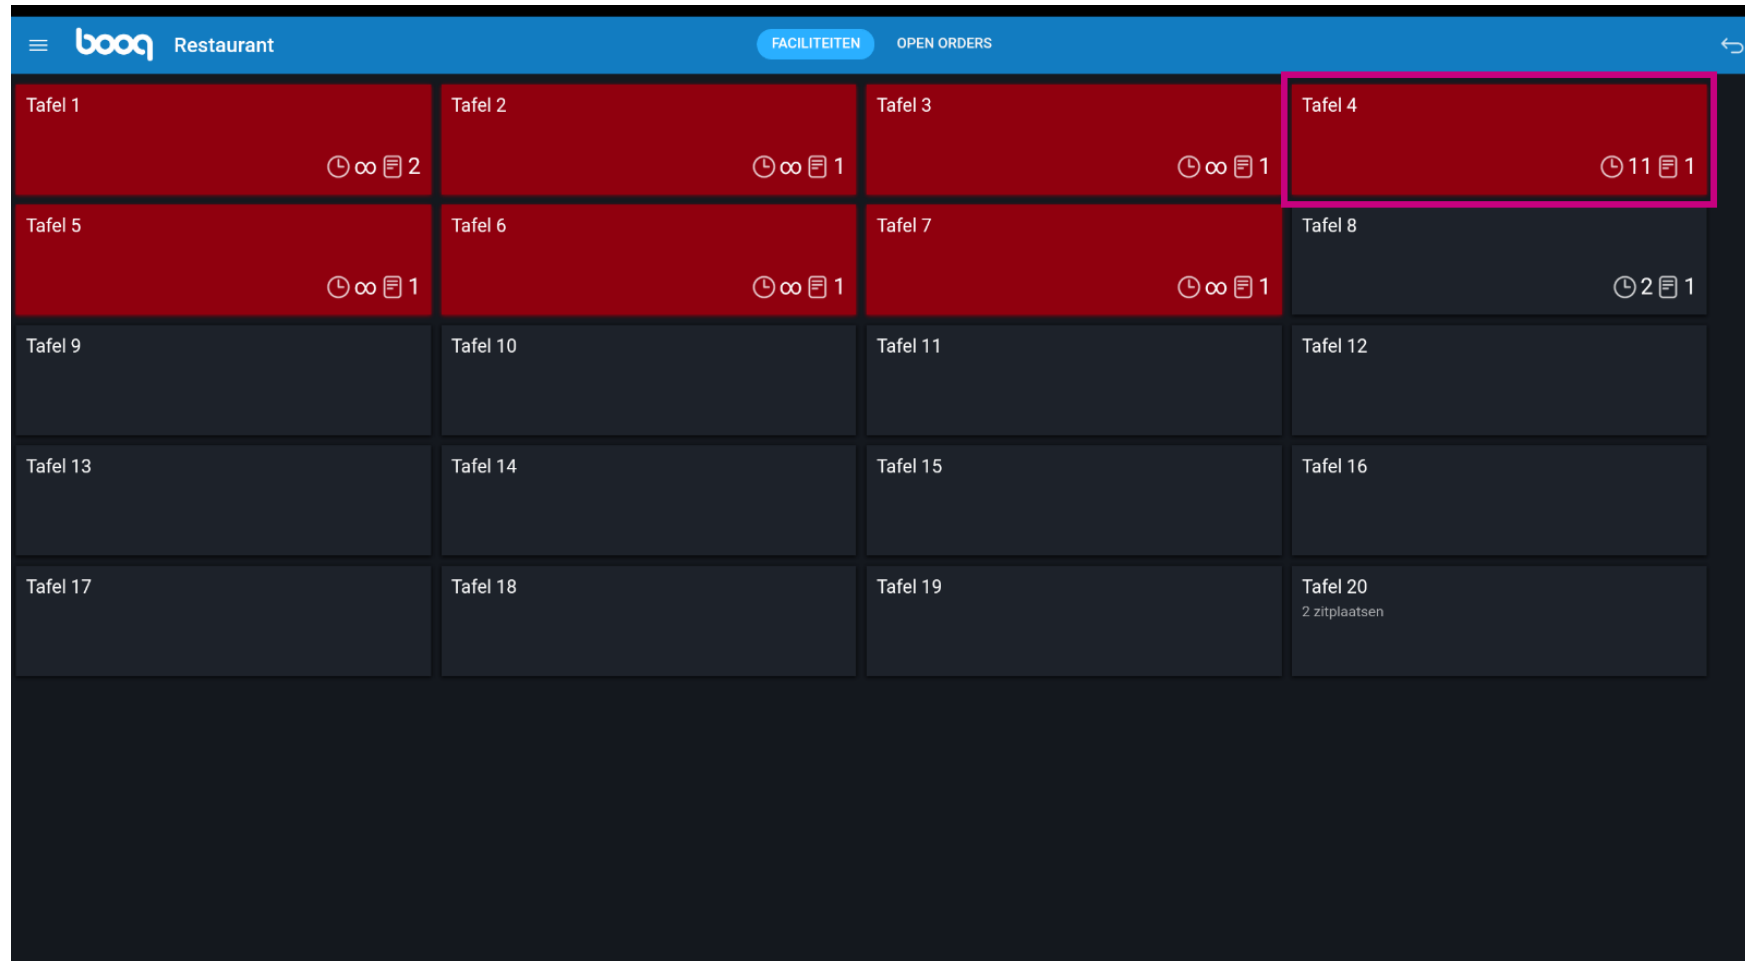 booq Restaurant FACILITEITEN OPEN ORDERS
Tafel 1 Tafel 2 Tafel 3 Tafel 4
∞ 2 ∞ 1 ∞ 1 11 1
Tafel 5 Tafel 6 Tafel 7 Tafel 8
∞ 1 ∞ 1 ∞ 1 2 1
Tafel 9 Tafel 10 Tafel 11 Tafel 12
Tafel 13 Tafel 14 Tafel 15 Tafel 16
Tafel 17 Tafel 18 Tafel 19 Tafel 20
2 zitplaatsen